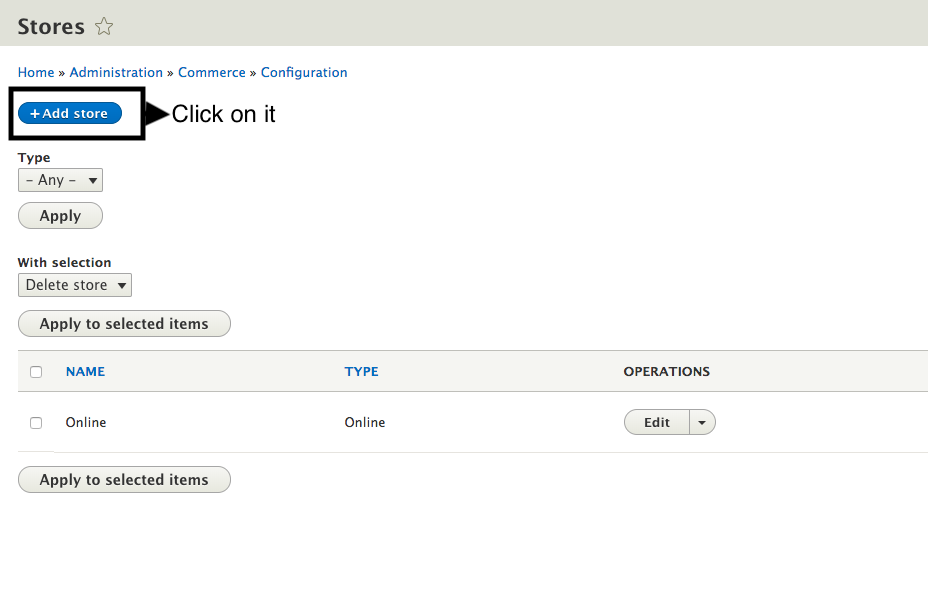 Stores
Home » Administration » Commerce » Configuration
+ Add store
Click on it
Type
– Any –
Apply
With selection
Delete store
Apply to selected items
NAME TYPE OPERATIONS
Online Online Edit
Apply to selected items